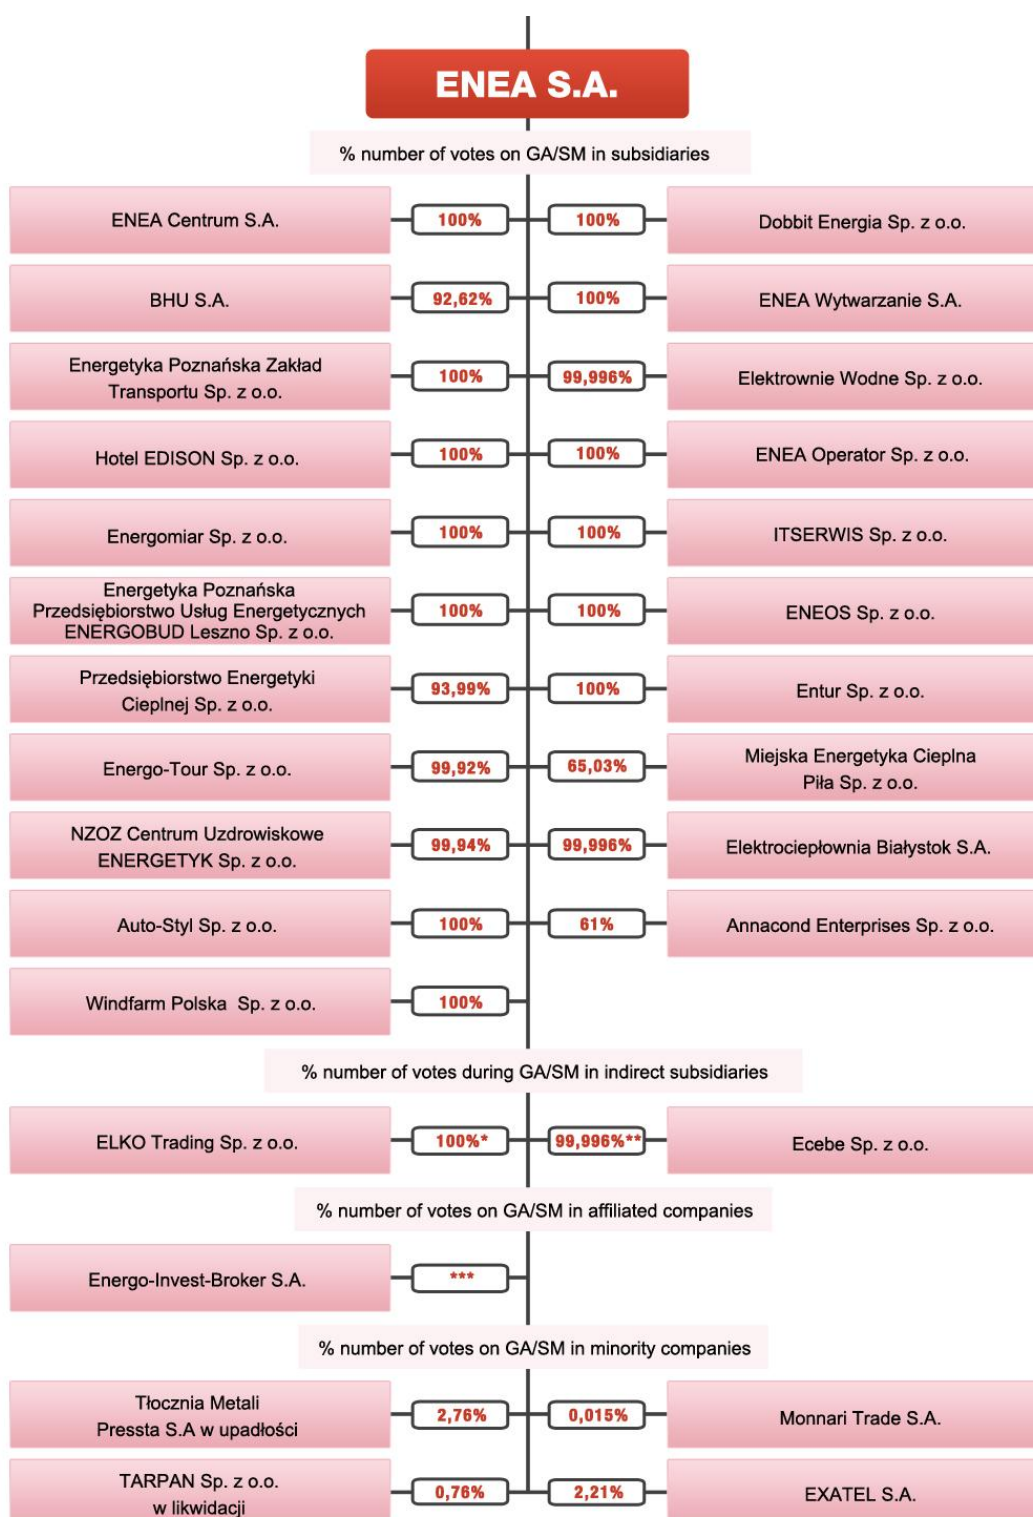 ENEA S.A.
% number of votes on GA/SM in subsidiaries
ENEA Centrum S.A.
100%
100%
Dobbit Energia Sp. z o.o.
BHU S.A.
92,62%
100%
ENEA Wytwarzanie S.A.
Energetyka Poznańska Zakład
Transportu Sp. z o.o.
100%
99,996%
Elektrownie Wodne Sp. z o.o.
Hotel EDISON Sp. z o.o.
100%
100%
ENEA Operator Sp. z o.o.
Energomiar Sp. z o.o.
100%
100%
ITSERWIS Sp. z o.o.
Energetyka Poznańska
Przedsiębiorstwo Usług Energetycznych
ENERGOBUD Leszno Sp. z o.o.
100%
100%
ENEOS Sp. z o.o.
Przedsiębiorstwo Energetyki
Cieplnej Sp. z o.o.
93,99%
100%
Entur Sp. z o.o.
Energo-Tour Sp. z o.o.
99,92%
65,03%
Miejska Energetyka Cieplna
Piła Sp. z o.o.
NZOZ Centrum Uzdrowiskowe
ENERGETYK Sp. z o.o.
99,94%
99,996%
Elektrociepłownia Białystok S.A.
Auto-Styl Sp. z o.o.
100%
61%
Annacond Enterprises Sp. z o.o.
Windfarm Polska Sp. z o.o.
100%
% number of votes during GA/SM in indirect subsidiaries
ELKO Trading Sp. z o.o.
100%*
99,996%**
Ecebe Sp. z o.o.
% number of votes on GA/SM in affiliated companies
Energo-Invest-Broker S.A.
***
% number of votes on GA/SM in minority companies
Tłocznia Metali
Pressta S.A w upadłości
2,76%
0,015%
Monnari Trade S.A.
TARPAN Sp. z o.o.
w likwidacji
0,76%
2,21%
EXATEL S.A.